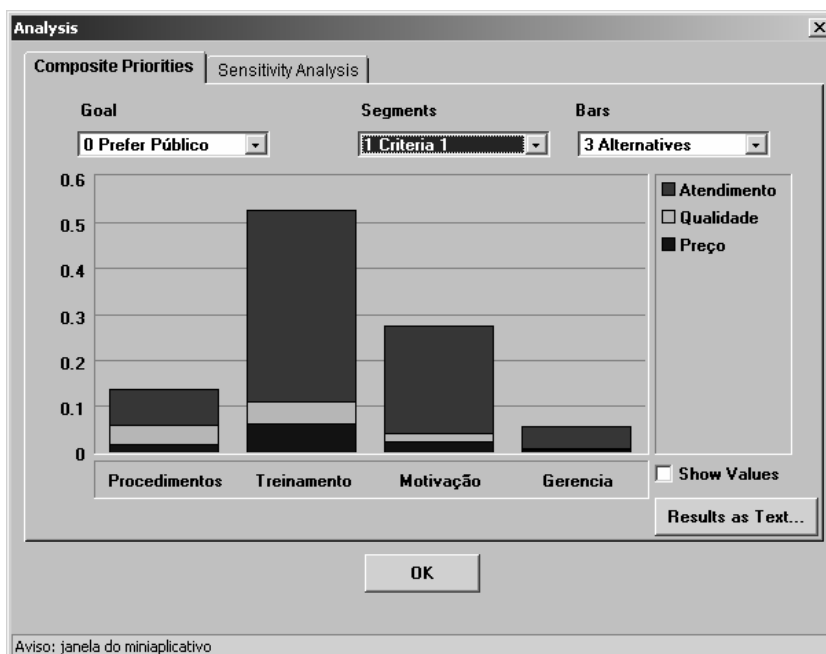 Analysis
Composite Priorities
Sensitivity Analysis
Goal
Segments
Bars
0 Prefer Público
1 Criteria 1
3 Alternatives
0.6
0.5
0.4
0.3
0.2
0.1
0
Atendimento
Qualidade
Preço
Procedimentos
Treinamento
Motivação
Gerencia
Show Values
Results as Text...
OK
Aviso: janela do miniaplicativo